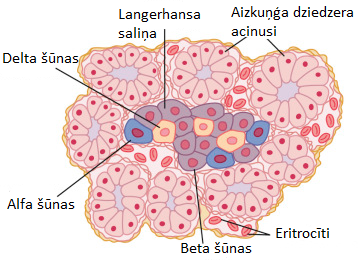 Langerhansa
saliņa
Aizkuņģa dziedzera
acinusi
Delta šūnas
Alfa šūnas
Beta šūnas
Eritrocīti